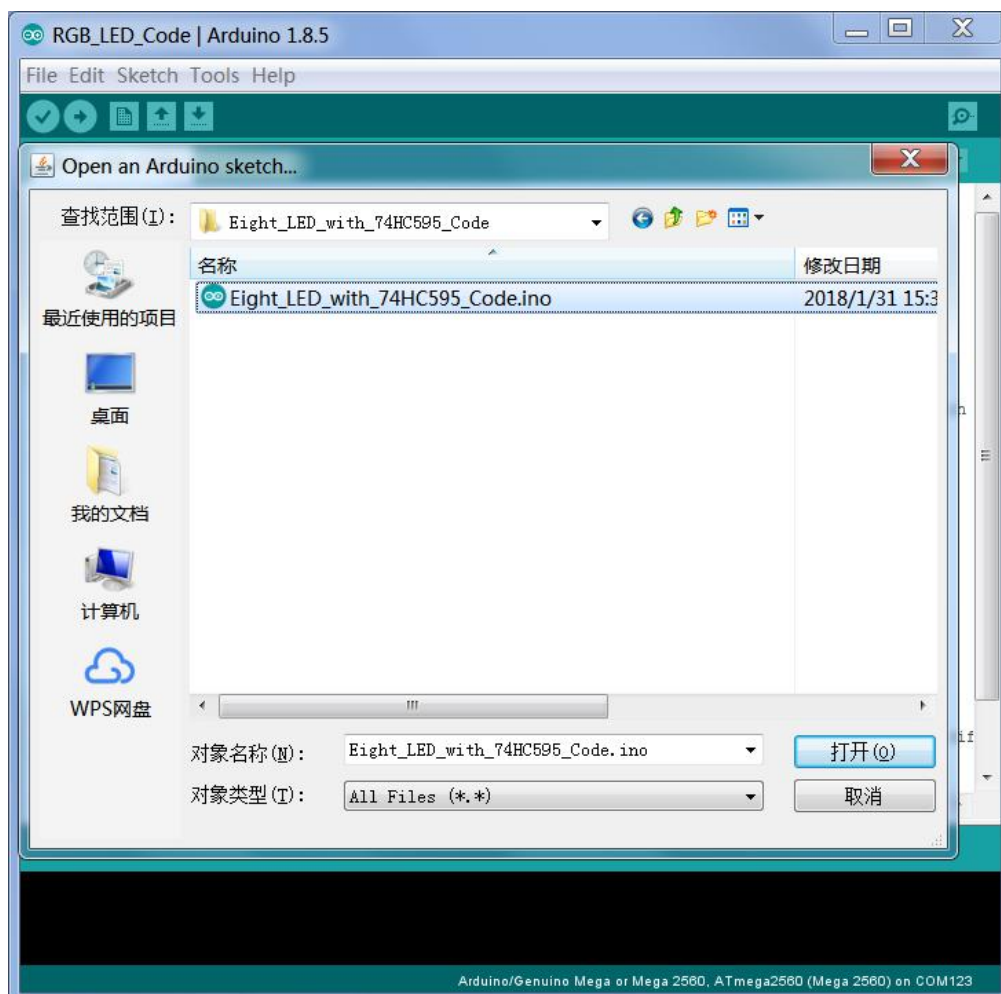 RGB_LED_Code | Arduino 1.8.5
File Edit Sketch Tools Help
Open an Arduino sketch...
查找范围(I):
Eight_LED_with_74HC595_Code
名称
修改日期
Eight_LED_with_74HC595_Code.ino
2018/1/31 15:3
最近使用的项目
桌面
n
我的文档
计算机
WPS网盘
对象名称(N):
Eight_LED_with_74HC595_Code.ino
打开(O)
if
对象类型(T):
All Files (*.*)
取消
Arduino/Genuino Mega or Mega 2560, ATmega2560 (Mega 2560) on COM123